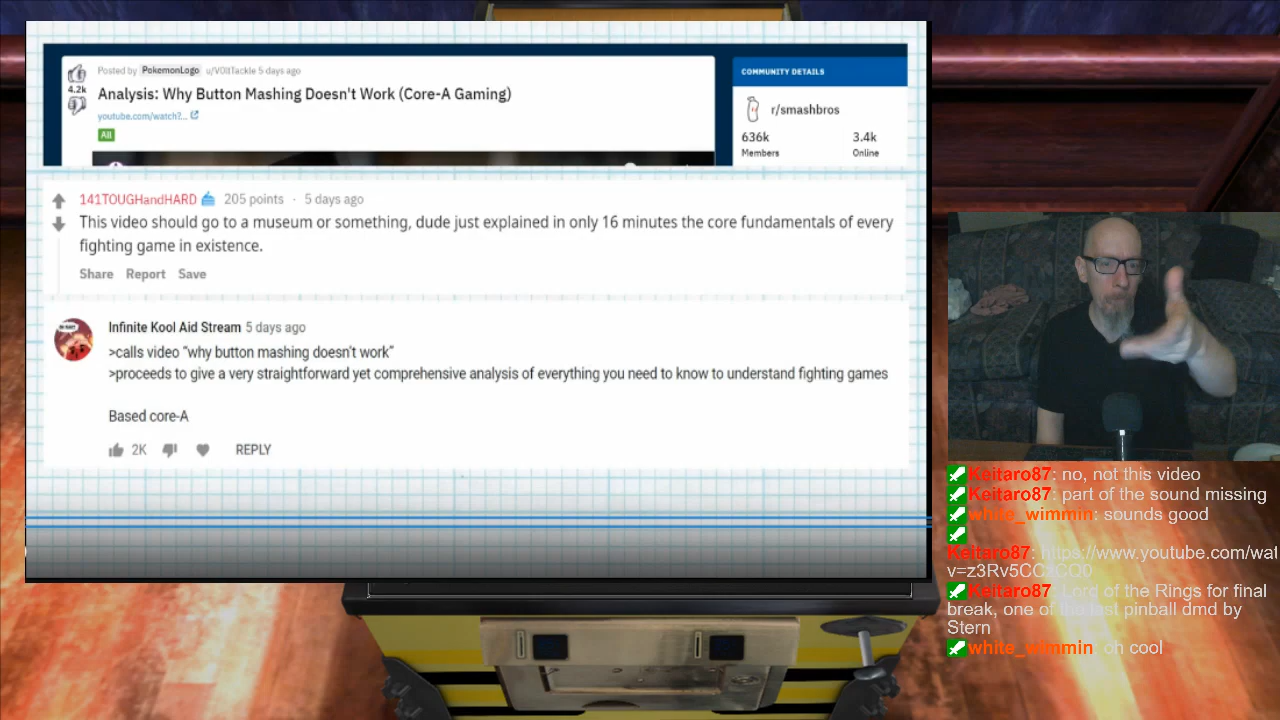 Posted by PokemonLogo u/V0ltTackle 5 days ago
4.2k
Analysis: Why Button Mashing Doesn't Work (Core-A Gaming)
youtube.com/watch?...
All
COMMUNITY DETAILS
r/smashbros
636k 3.4k
Members Online
141TOUGHandHARD 205 points · 5 days ago
This video should go to a museum or something, dude just explained in only 16 minutes the core fundamentals of every
fighting game in existence.
Share Report Save
Infinite Kool Aid Stream 5 days ago
>calls video “why button mashing doesn't work”
>proceeds to give a very straightforward yet comprehensive analysis of everything you need to know to understand fighting games
Based core-A
2K REPLY
Keitaro87: no, not this video
Keitaro87: part of the sound missing
white_wimmin: sounds good
Keitaro87: https://www.youtube.com/wat
Keitaro87: Lord of the Rings for final
break, one of the last pinball dmd by
Stern
white_wimmin: oh cool